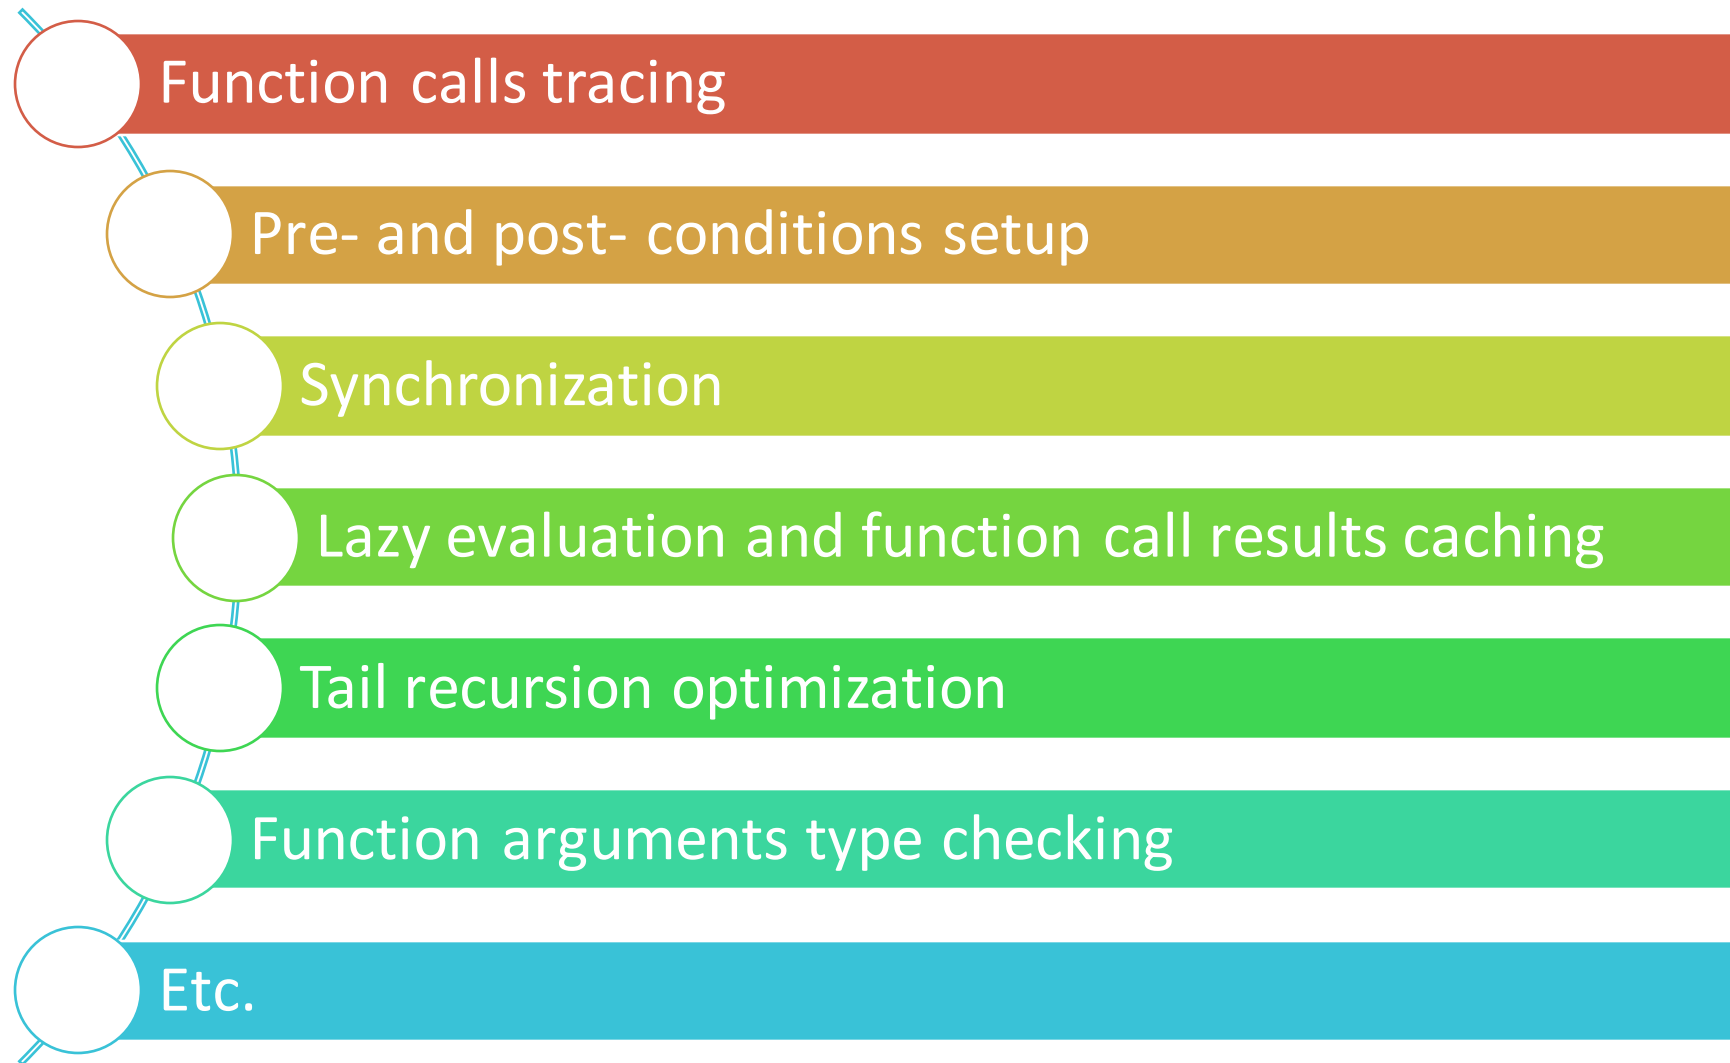 Function calls tracing
Pre- and post- conditions setup
Synchronization
Lazy evaluation and function call results caching
Tail recursion optimization
Function arguments type checking
Etc.